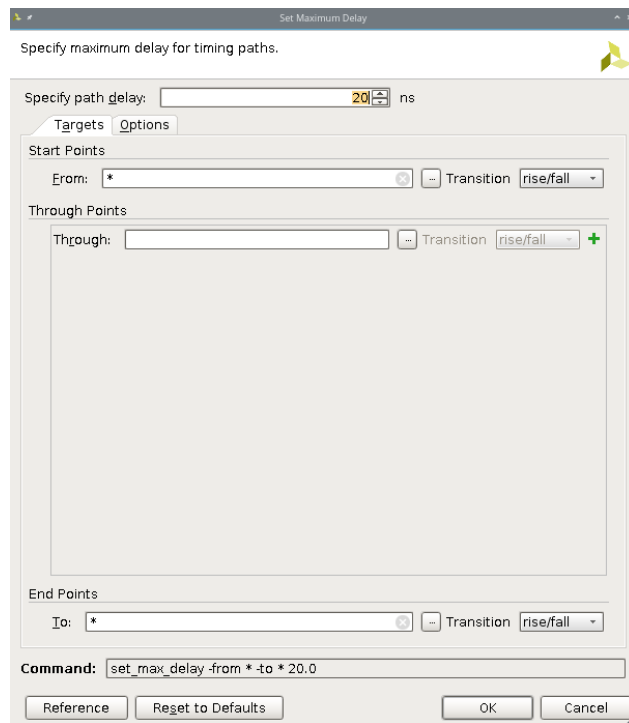 Set Maximum Delay
Specify maximum delay for timing paths.
Specify path delay: 20 ns
Targets Options
Start Points
From: * ... Transition rise/fall
Through Points
Through: ... Transition rise/fall +
End Points
To: * ... Transition rise/fall
Command: set_max_delay -from * -to * 20.0
Reference Reset to Defaults OK Cancel